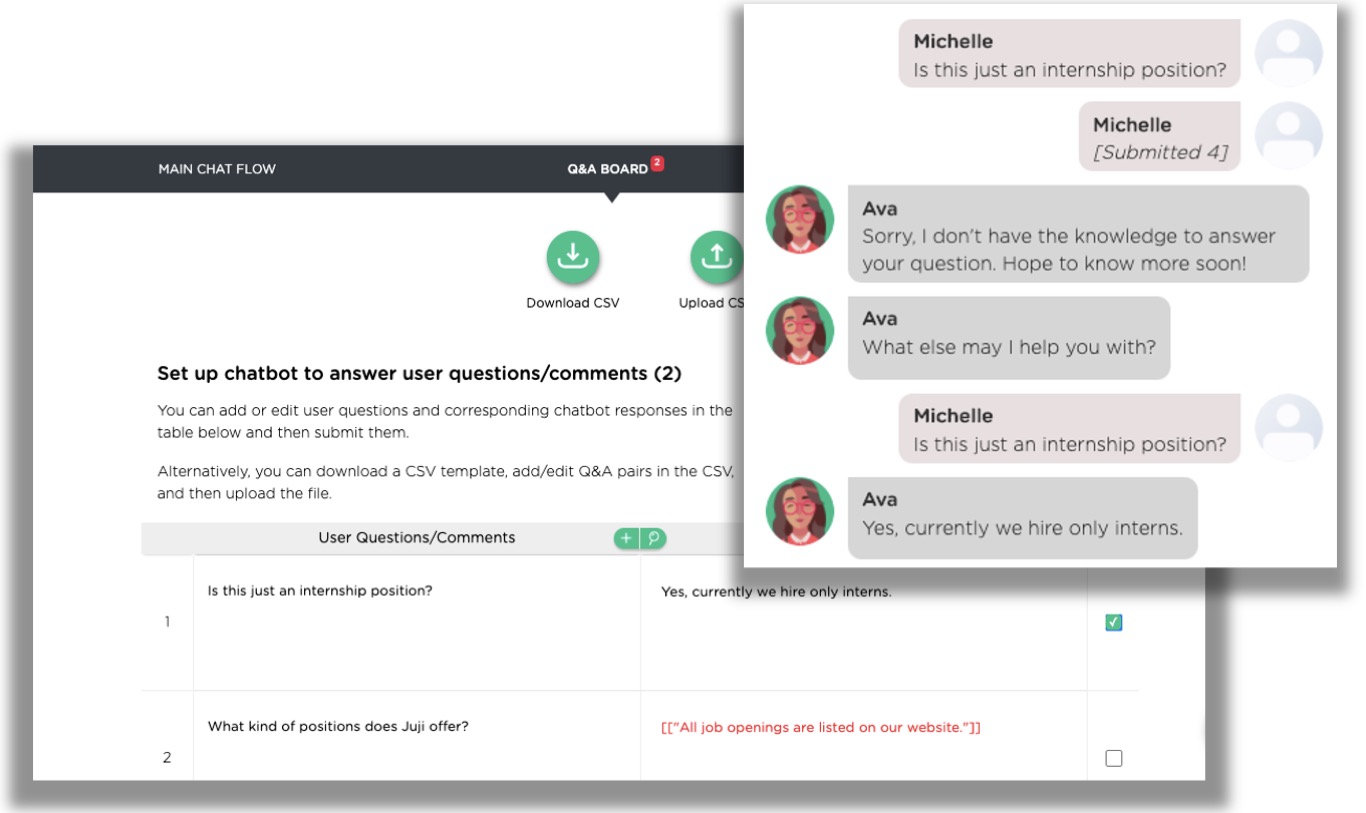 MAIN CHAT FLOW
Q&A BOARD 2
Download CSV
Upload CS
Set up chatbot to answer user questions/comments (2)
You can add or edit user questions and corresponding chatbot responses in the
table below and then submit them.
Alternatively, you can download a CSV template, add/edit Q&A pairs in the CSV,
and then upload the file.
User Questions/Comments
1
Is this just an internship position?
Yes, currently we hire only interns.
2
What kind of positions does Juji offer?
[["All job openings are listed on our website."]]
Michelle
Is this just an internship position?
Michelle
[Submitted 4]
Ava
Sorry, I don't have the knowledge to answer
your question. Hope to know more soon!
Ava
What else may I help you with?
Michelle
Is this just an internship position?
Ava
Yes, currently we hire only interns.